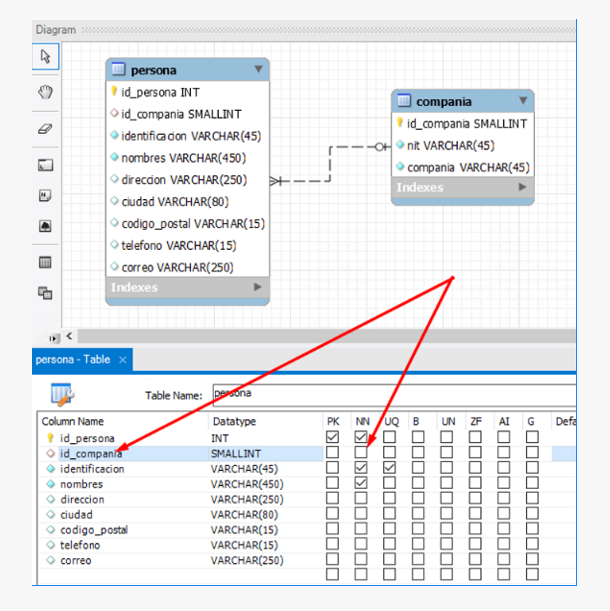 Diagram
persona
id_persona INT
id_compania SMALLINT
identificacion VARCHAR(45)
nombres VARCHAR(450)
direccion VARCHAR(250)
ciudad VARCHAR(80)
codigo_postal VARCHAR(15)
telefono VARCHAR(15)
correo VARCHAR(250)
Indexes
compania
id_compania SMALLINT
nit VARCHAR(45)
compania VARCHAR(45)
Indexes
persona - Table
Table Name: persona
Column Name Datatype PK NN UQ B UN ZF AI G Defa
id_persona INT
id_compania SMALLINT
identificacion VARCHAR(45)
nombres VARCHAR(450)
direccion VARCHAR(250)
ciudad VARCHAR(80)
codigo_postal VARCHAR(15)
telefono VARCHAR(15)
correo VARCHAR(250)